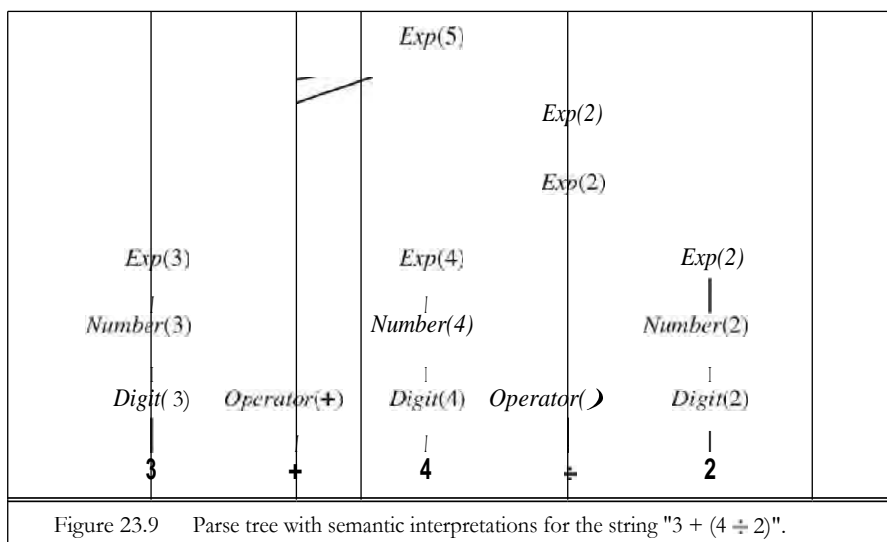 Exp(5)
Exp(2)
Exp(2)
Exp(3) Exp(4) Exp(2)
Number(3) Number(4) Number(2)
Digit( 3) Operator(+) Digit(4) Operator() Digit(2)
3 + 4 ÷ 2
Figure 23.9 Parse tree with semantic interpretations for the string "3 + (4 ÷ 2)".